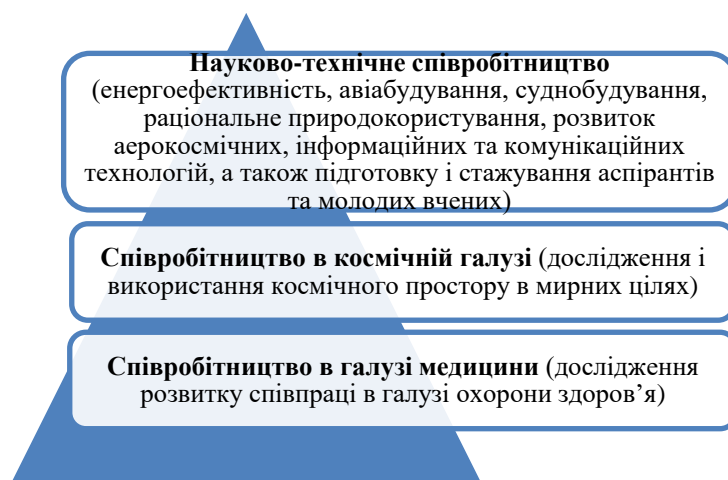 Науково-технічне співробітництво
(енергоефективність, авіабудування, суднобудування,
раціональне природокористування, розвиток
аерокосмічних, інформаційних та комунікаційних
технологій, а також підготовку і стажування аспірантів
та молодих вчених)
Співробітництво в космічній галузі (дослідження і
використання космічного простору в мирних цілях)
Співробітництво в галузі медицини (дослідження
розвитку співпраці в галузі охорони здоров’я)